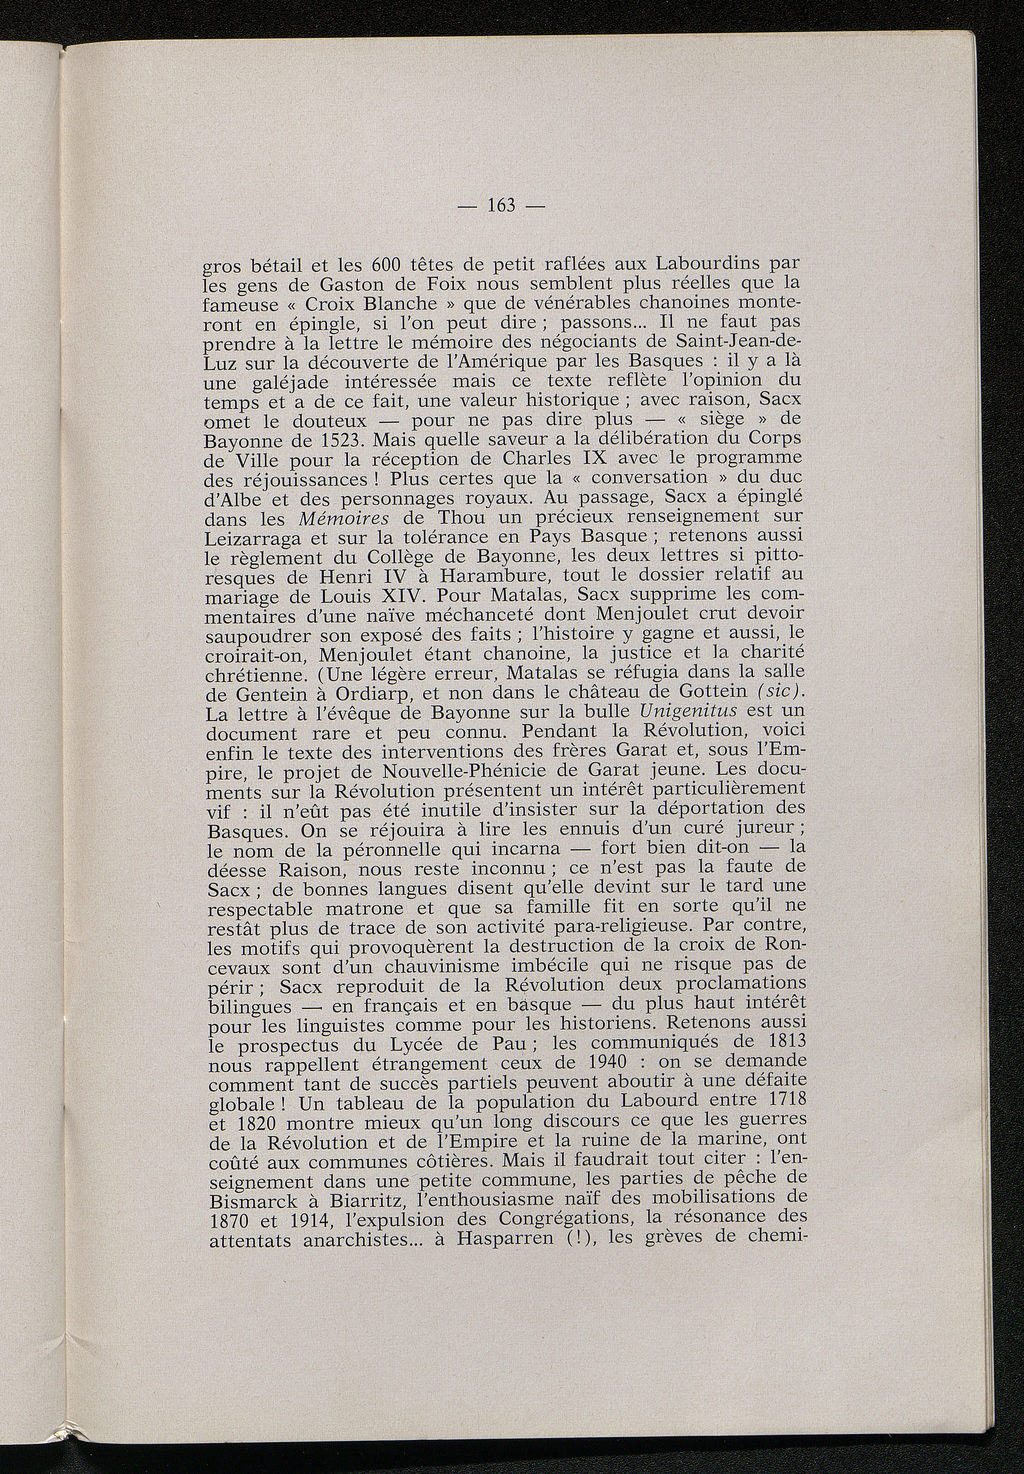 — 163 —
gros bétail et les 600 têtes de petit raflées aux Labourdins par
les gens de Gaston de Foix nous semblent plus réelles que la
fameuse « Croix Blanche » que de vénérables chanoines monte-
ront en épingle, si l'on peut dire ; passons... Il ne faut pas
prendre à la lettre le mémoire des négociants de Saint-Jean-de-
Luz sur la découverte de l'Amérique par les Basques : il y a là
une galéjade intéressée mais ce texte reflète l'opinion du
temps et a de ce fait, une valeur historique ; avec raison, Sacx
omet le douteux — pour ne pas dire plus — « siège » de
Bayonne de 1523. Mais quelle saveur a la délibération du Corps
de Ville pour la réception de Charles IX avec le programme
des réjouissances ! Plus certes que la « conversation » du duc
d'Albe et des personnages royaux. Au passage, Sacx a épinglé
dans les Mémoires de Thou un précieux renseignement sur
Leizarraga et sur la tolérance en Pays Basque ; retenons aussi
le règlement du Collège de Bayonne, les deux lettres si pitto-
resques de Henri IV à Harambure, tout le dossier relatif au
mariage de Louis XIV. Pour Matalas, Sacx supprime les com-
mentaires d'une naïve méchanceté dont Menjoulet crut devoir
saupoudrer son exposé des faits ; l'histoire y gagne et aussi, le
croirait-on, Menjoulet étant chanoine, la justice et la charité
chrétienne. (Une légère erreur, Matalas se réfugia dans la salle
de Gentein à Ordiarp, et non dans le château de Gottein (sic).
La lettre à l'évêque de Bayonne sur la bulle Unigenitus est un
document rare et peu connu. Pendant la Révolution, voici
enfin le texte des interventions des frères Garat et, sous l'Em-
pire, le projet de Nouvelle-Phénicie de Garat jeune. Les docu-
ments sur la Révolution présentent un intérêt particulièrement
vif : il n'eût pas été inutile d'insister sur la déportation des
Basques. On se réjouira à lire les ennuis d'un curé jureur ;
le nom de la péronnelle qui incarna — fort bien dit-on — la
déesse Raison, nous reste inconnu ; ce n'est pas la faute de
Sacx ; de bonnes langues disent qu'elle devint sur le tard une
respectable matrone et que sa famille fit en sorte qu'il ne
restât plus de trace de son activité para-religieuse. Par contre,
les motifs qui provoquèrent la destruction de la croix de Ron-
cevaux sont d'un chauvinisme imbécile qui ne risque pas de
périr ; Sacx reproduit de la Révolution deux proclamations
bilingues — en français et en basque — du plus haut intérêt
pour les linguistes comme pour les historiens. Retenons aussi
le prospectus du Lycée de Pau ; les communiqués de 1813
nous rappellent étrangement ceux de 1940 : on se demande
comment tant de succès partiels peuvent aboutir à une défaite
globale ! Un tableau de la population du Labourd entre 1718
et 1820 montre mieux qu'un long discours ce que les guerres
de la Révolution et de l'Empire et la ruine de la marine, ont
coûté aux communes côtières. Mais il faudrait tout citer : l'en-
seignement dans une petite commune, les parties de pêche de
Bismarck à Biarritz, l'enthousiasme naïf des mobilisations de
1870 et 1914, l'expulsion des Congrégations, la résonance des
attentats anarchistes... à Hasparren (!), les grèves de chemi-